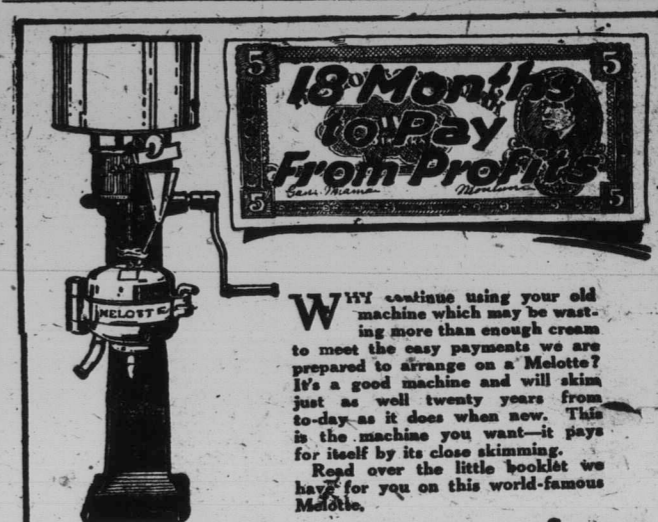 5 5
18 Months
to Pay
From Profits
5 5
MELOTTE
WHY continue using your old
machine which may be wast-
ing more than enough cream
to meet the easy payments we are
prepared to arrange on a Melotte?
It's a good machine and will skim
just as well twenty years from
to-day as it does when new. This
is the machine you want—it pays
for itself by its close skimming.
Read over the little booklet we
have for you on this world-famous
Melotte.